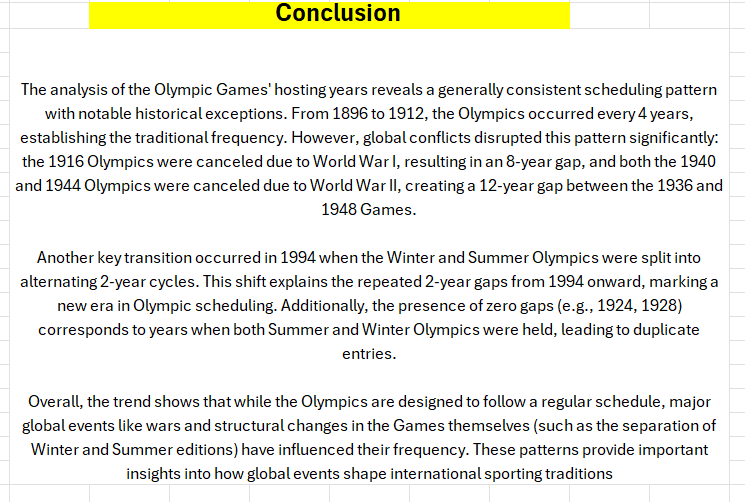 Conclusion
The analysis of the Olympic Games' hosting years reveals a generally consistent scheduling pattern
with notable historical exceptions. From 1896 to 1912, the Olympics occurred every 4 years,
establishing the traditional frequency. However, global conflicts disrupted this pattern significantly:
the 1916 Olympics were canceled due to World War I, resulting in an 8-year gap, and both the 1940
and 1944 Olympics were canceled due to World War II, creating a 12-year gap between the 1936 and
1948 Games.
Another key transition occurred in 1994 when the Winter and Summer Olympics were split into
alternating 2-year cycles. This shift explains the repeated 2-year gaps from 1994 onward, marking a
new era in Olympic scheduling. Additionally, the presence of zero gaps (e.g., 1924, 1928)
corresponds to years when both Summer and Winter Olympics were held, leading to duplicate
entries.
Overall, the trend shows that while the Olympics are designed to follow a regular schedule, major
global events like wars and structural changes in the Games themselves (such as the separation of
Winter and Summer editions) have influenced their frequency. These patterns provide important
insights into how global events shape international sporting traditions